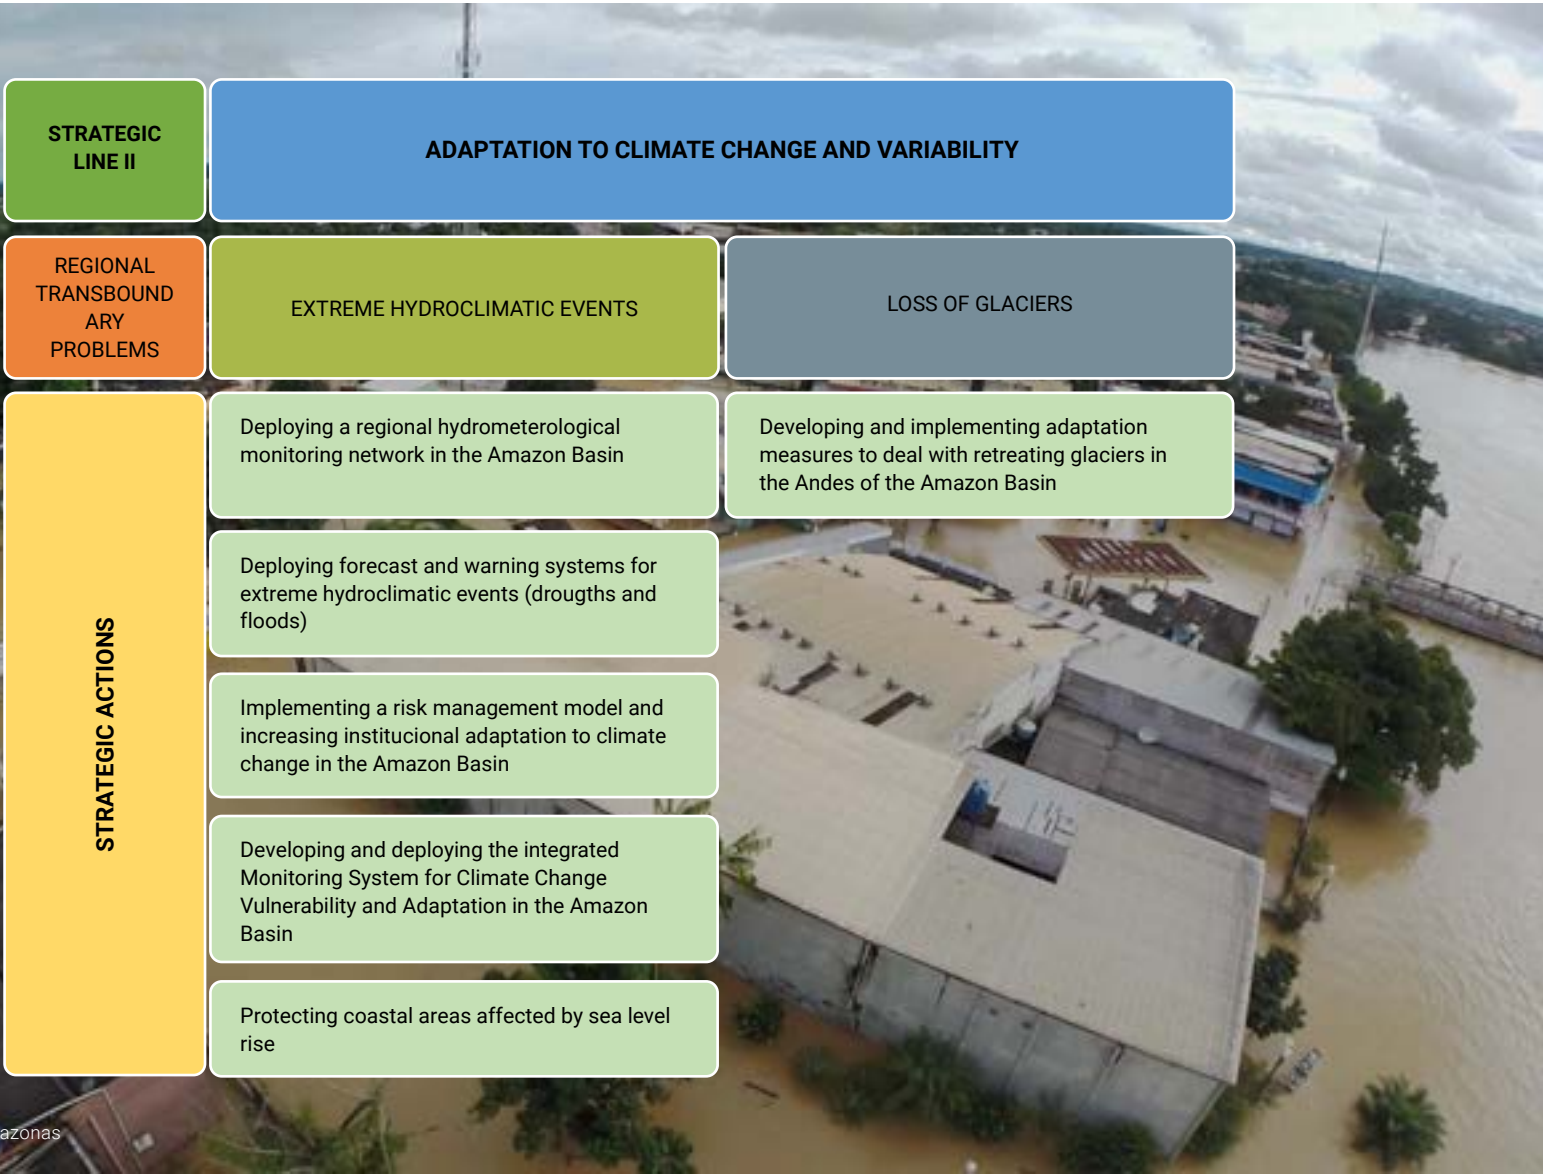 STRATEGIC
LINE II
ADAPTATION TO CLIMATE CHANGE AND VARIABILITY
REGIONAL
TRANSBOUND
ARY
PROBLEMS
EXTREME HYDROCLIMATIC EVENTS
LOSS OF GLACIERS
STRATEGIC ACTIONS
Deploying a regional hydrometerological
monitoring network in the Amazon Basin
Developing and implementing adaptation
measures to deal with retreating glaciers in
the Andes of the Amazon Basin
Deploying forecast and warning systems for
extreme hydroclimatic events (drougths and
floods)
Implementing a risk management model and
increasing institucional adaptation to climate
change in the Amazon Basin
Developing and deploying the integrated
Monitoring System for Climate Change
Vulnerability and Adaptation in the Amazon
Basin
Protecting coastal areas affected by sea level
rise
azonas